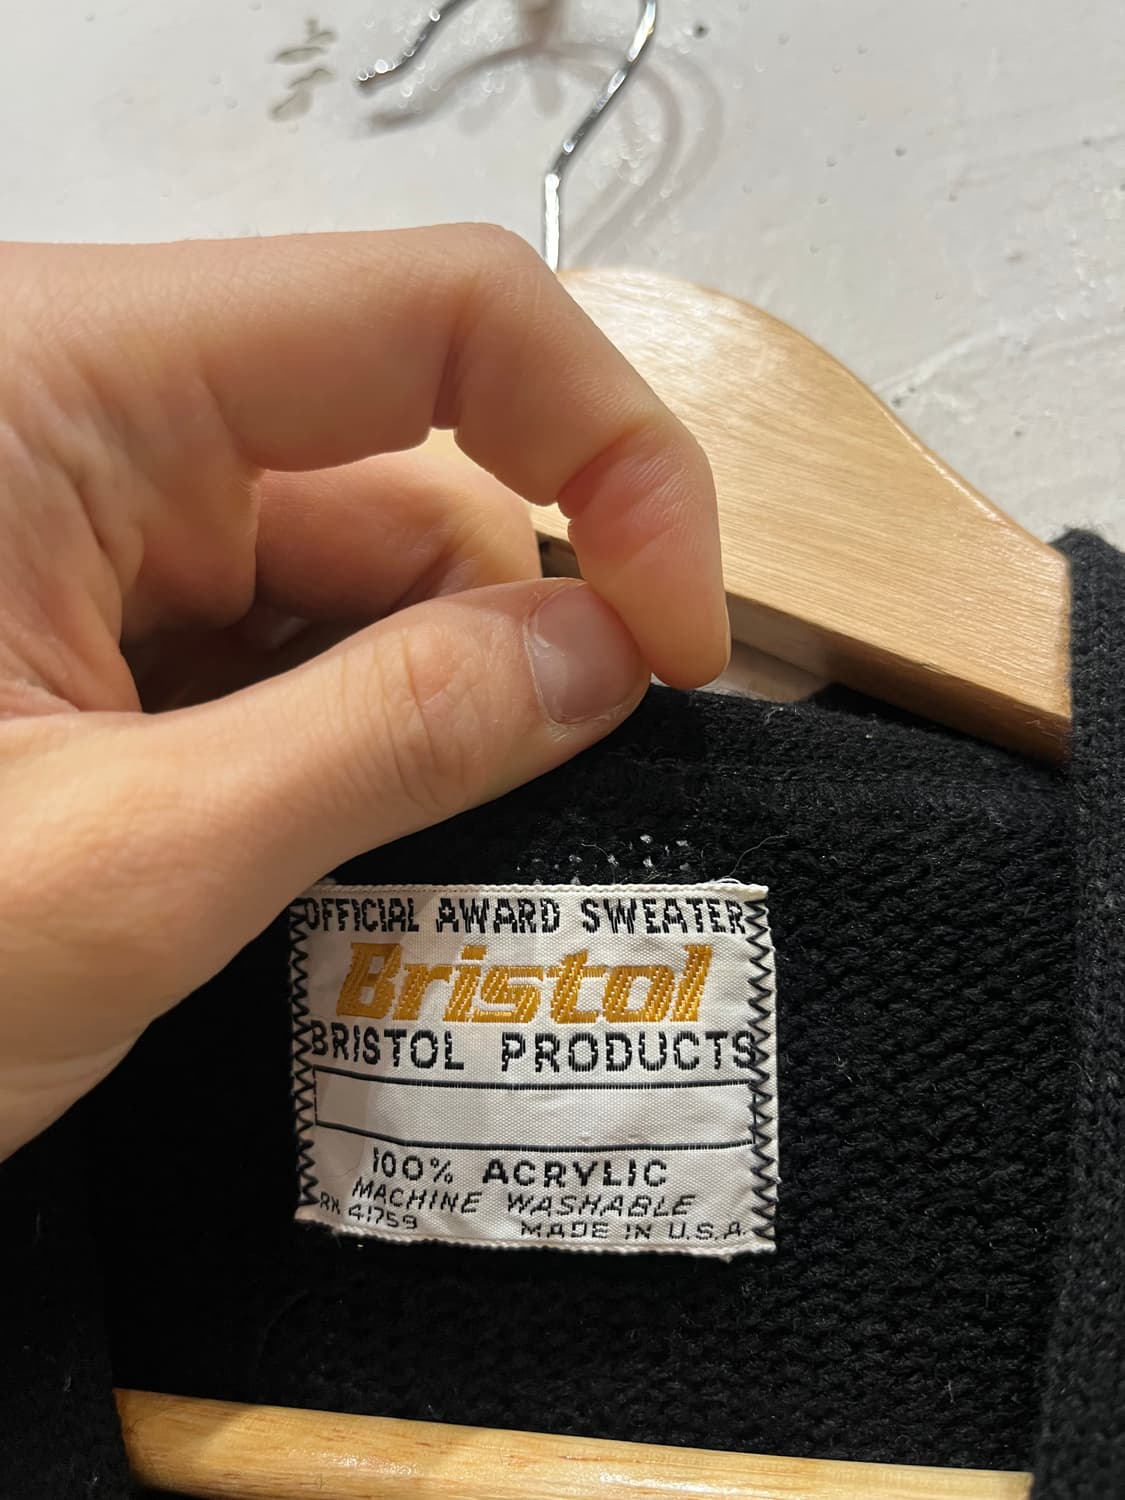 OFFICIAL AWARD SWEATER
Bristol
BRISTOL PRODUCTS
100% ACRYLIC
MACHINE WASHABLE
RN 41759 MADE IN U.S.A.